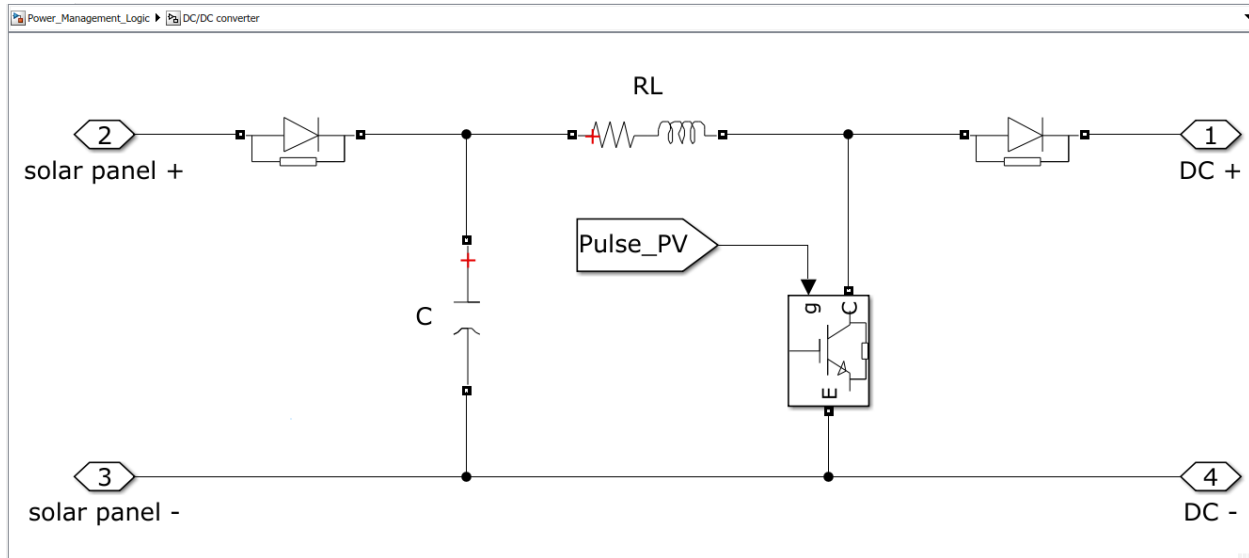 Power_Management_Logic DC/DC converter
RL
2
1
solar panel +
DC +
Pulse_PV
g
C
C
E
3
4
solar panel -
DC -